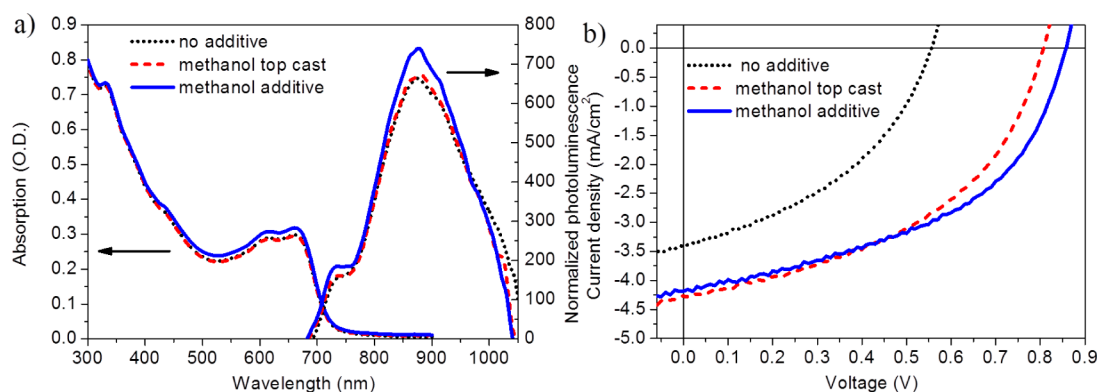 a)
0.9
0.8
0.7
0.6
0.5
0.4
0.3
0.2
0.1
0.0
Absorption (O.D.)
no additive
methanol top cast
methanol additive
300 400 500 600 700 800 900 1000
Wavelength (nm)
800
700
600
500
400
300
200
100
0
Normalized photoluminescence
b)
0.0
-0.5
-1.0
-1.5
-2.0
-2.5
-3.0
-3.5
-4.0
-4.5
-5.0
Current density (mA/cm²)
no additive
methanol top cast
methanol additive
0.0 0.1 0.2 0.3 0.4 0.5 0.6 0.7 0.8 0.9
Voltage (V)